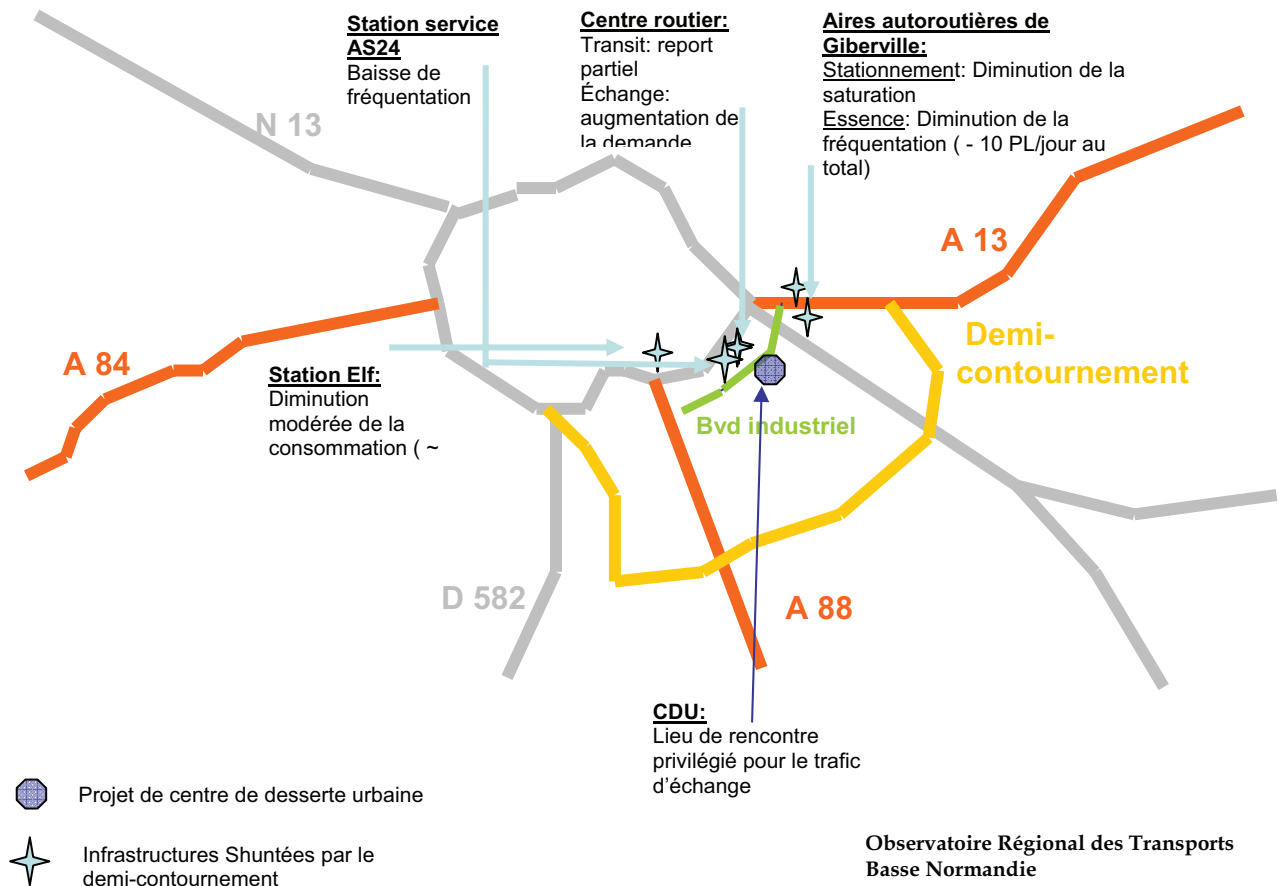 Station service
AS24
Baisse de
fréquentation
Centre routier:
Transit: report
partiel
Échange:
augmentation de
la demande
Aires autoroutières de
Giberville:
Stationnement: Diminution de la
saturation
Essence: Diminution de la
fréquentation ( - 10 PL/jour au
total)
N 13
A 13
A 84
Demi-
contournement
Station Elf:
Diminution
modérée de la
consommation ( ~
Bvd industriel
D 582
A 88
CDU:
Lieu de rencontre
privilégié pour le trafic
d'échange
Projet de centre de desserte urbaine
Infrastructures Shuntées par le
demi-contournement
Observatoire Régional des Transports
Basse Normandie